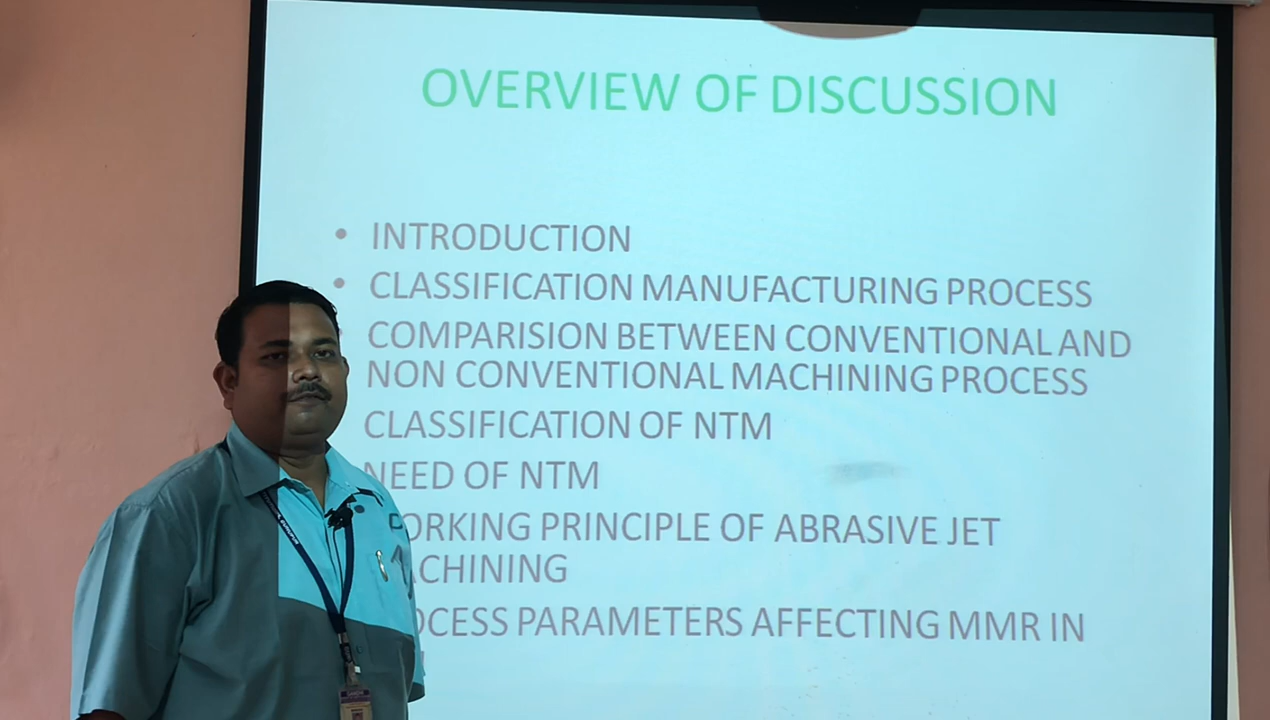 OVERVIEW OF DISCUSSION
• INTRODUCTION
• CLASSIFICATION MANUFACTURING PROCESS
COMPARISION BETWEEN CONVENTIONAL AND
NON CONVENTIONAL MACHINING PROCESS
CLASSIFICATION OF NTM
NEED OF NTM
ORKING PRINCIPLE OF ABRASIVE JET
ACHINING
OCESS PARAMETERS AFFECTING MMR IN